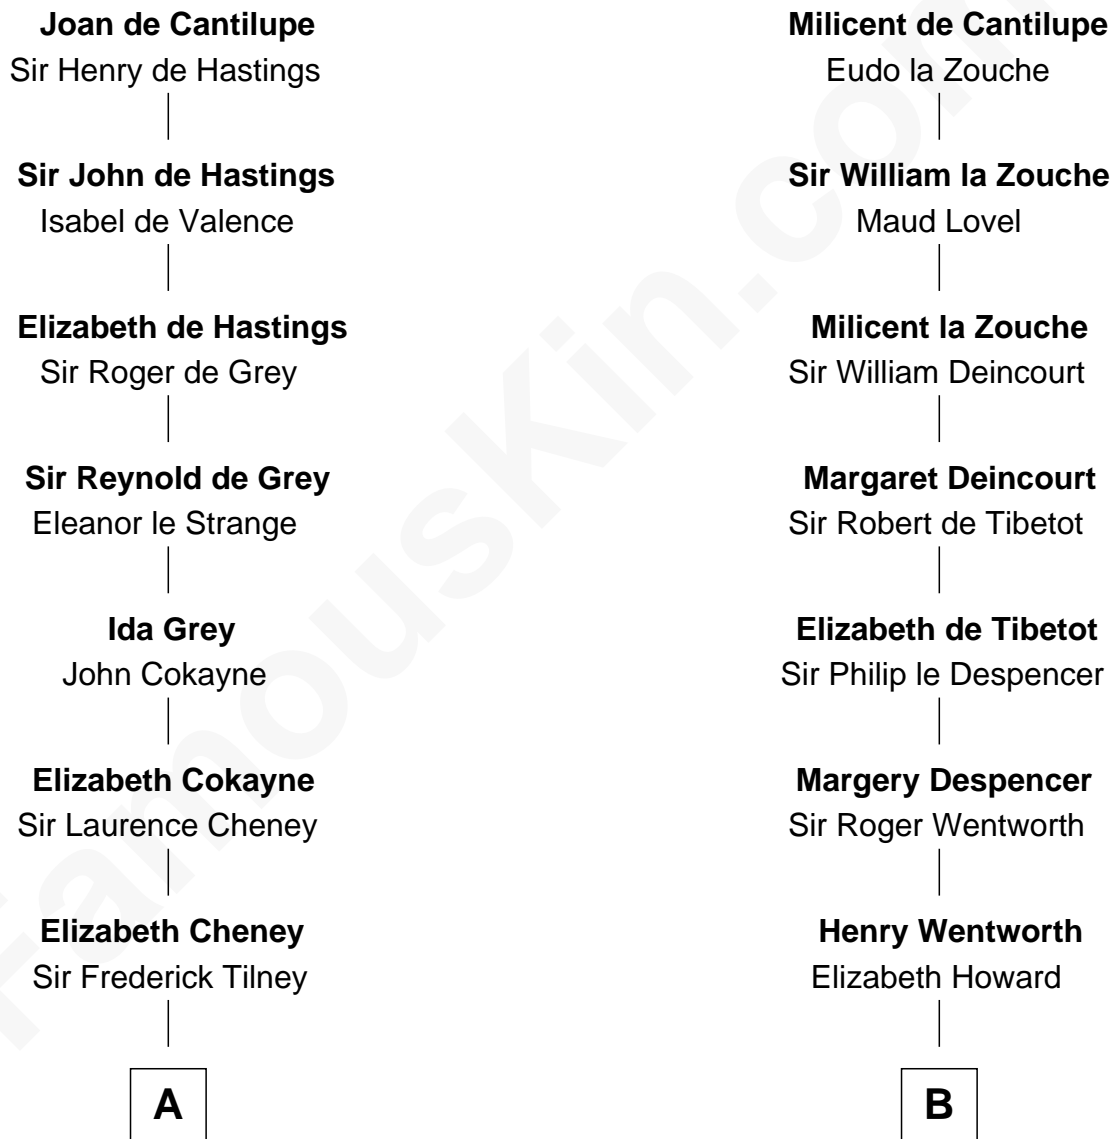 Joan de Cantilupe
Sir Henry de Hastings
Sir John de Hastings
Isabel de Valence
Elizabeth de Hastings
Sir Roger de Grey
Sir Reynold de Grey
Eleanor le Strange
Ida Grey
John Cokayne
Elizabeth Cokayne
Sir Laurence Cheney
Elizabeth Cheney
Sir Frederick Tilney
A
Milicent de Cantilupe
Eudo la Zouche
Sir William la Zouche
Maud Lovel
Milicent la Zouche
Sir William Deincourt
Margaret Deincourt
Sir Robert de Tibetot
Elizabeth de Tibetot
Sir Philip le Despencer
Margery Despencer
Sir Roger Wentworth
Henry Wentworth
Elizabeth Howard
B
FamousKin.com